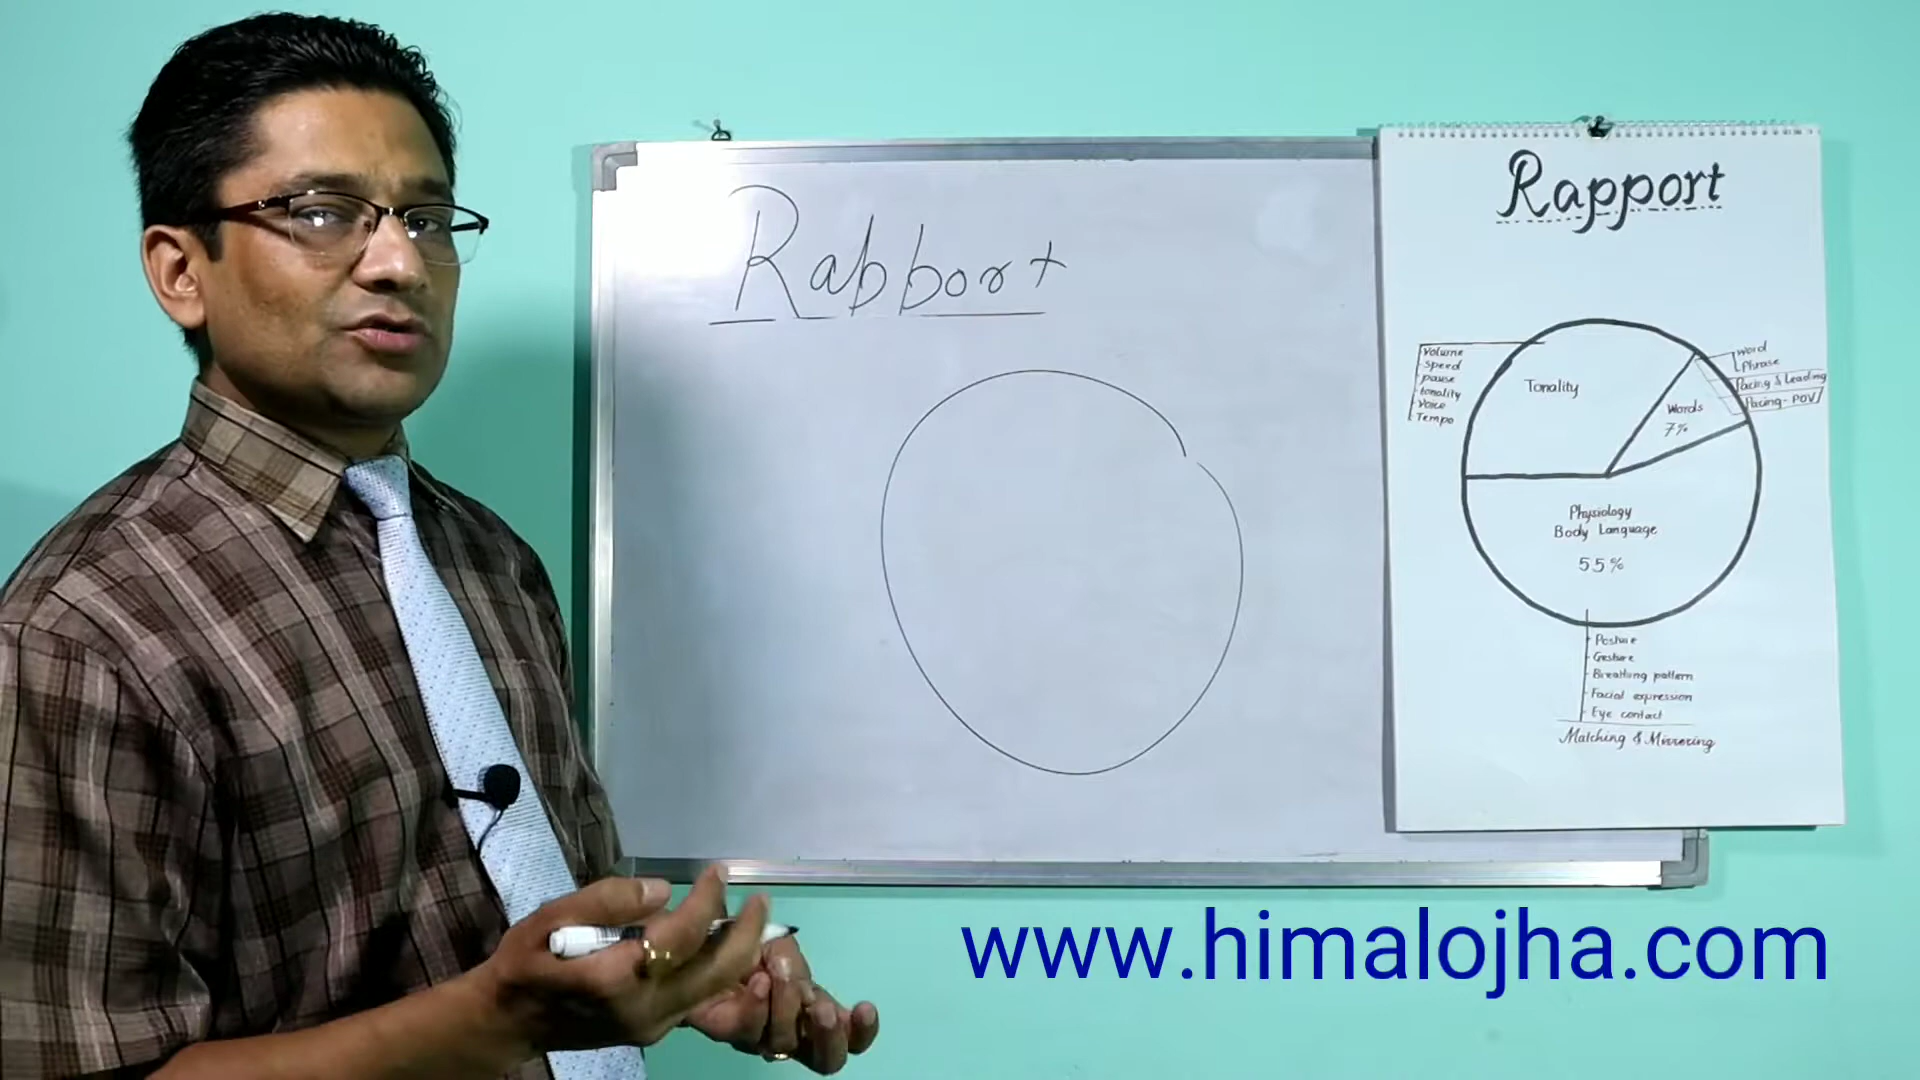 Rapport
Rapport
Volume
Speed
pause
tonality
Voice
Tempo
Tonality
Word
Phrase
Pacing & Leading
Pacing - POV
Words
7%
Physiology
Body Language
55%
Posture
Gesture
Breathing pattern
Facial expression
Eye contact
Matching & Mirroring
www.himalojha.com